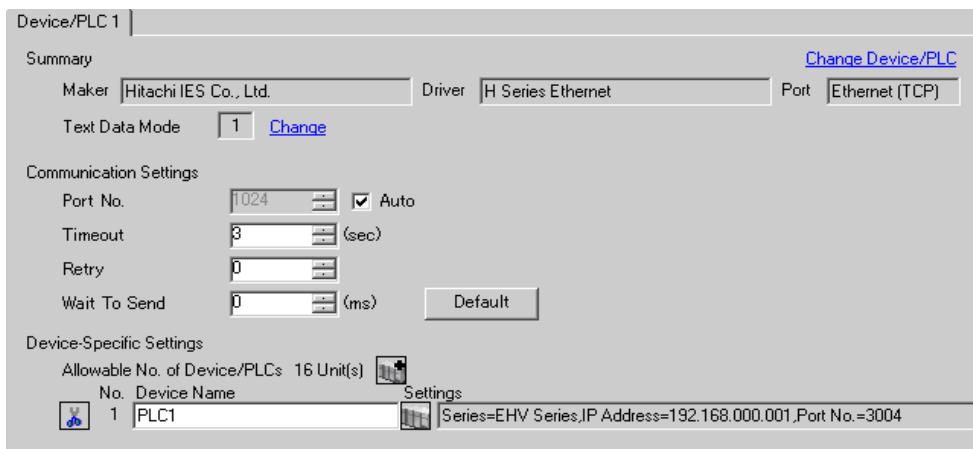 Device/PLC 1
Summary Change Device/PLC
Maker Hitachi IES Co., Ltd. Driver H Series Ethernet Port Ethernet (TCP)
Text Data Mode 1 Change
Communication Settings
Port No. 1024 Auto
Timeout 3 (sec)
Retry 0
Wait To Send 0 (ms) Default
Device-Specific Settings
Allowable No. of Device/PLCs 16 Unit(s)
No. Device Name Settings
1 PLC1 Series=EHV Series,IP Address=192.168.000.001,Port No.=3004